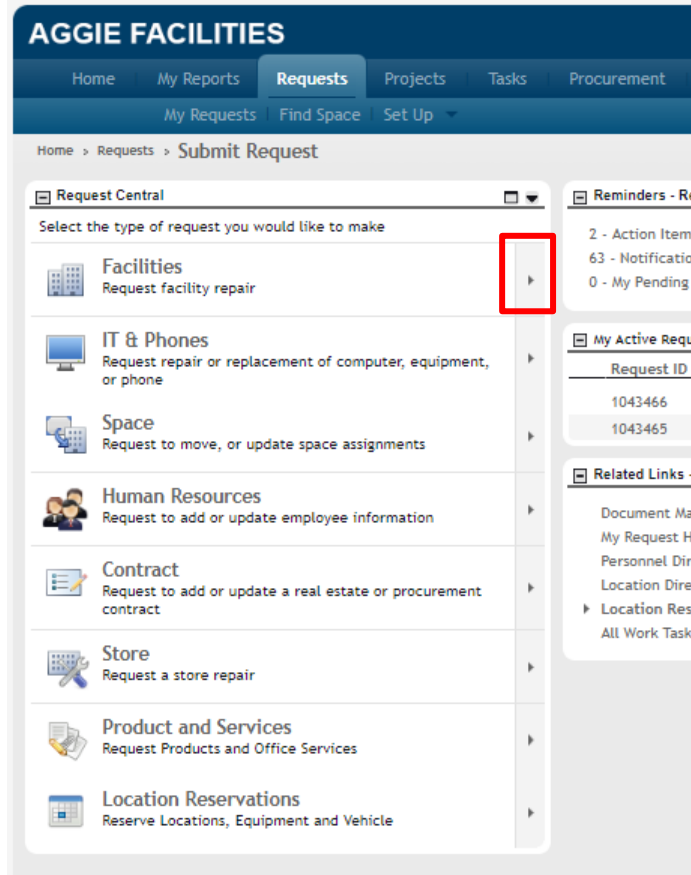 AGGIE FACILITIES
Home My Reports Requests Projects Tasks Procurement
My Requests Find Space Set Up
Home > Requests > Submit Request
Request Central
Select the type of request you would like to make
Facilities
Request facility repair
IT & Phones
Request repair or replacement of computer, equipment,
or phone
Space
Request to move, or update space assignments
Human Resources
Request to add or update employee information
Contract
Request to add or update a real estate or procurement
contract
Store
Request a store repair
Product and Services
Request Products and Office Services
Location Reservations
Reserve Locations, Equipment and Vehicle
Reminders -
2 - Action Item
63 -
0 - My Pending
My Active
Request ID
1043466
1043465
Related Links -
Document
My Request
Personnel
Location
Location
All Work Task